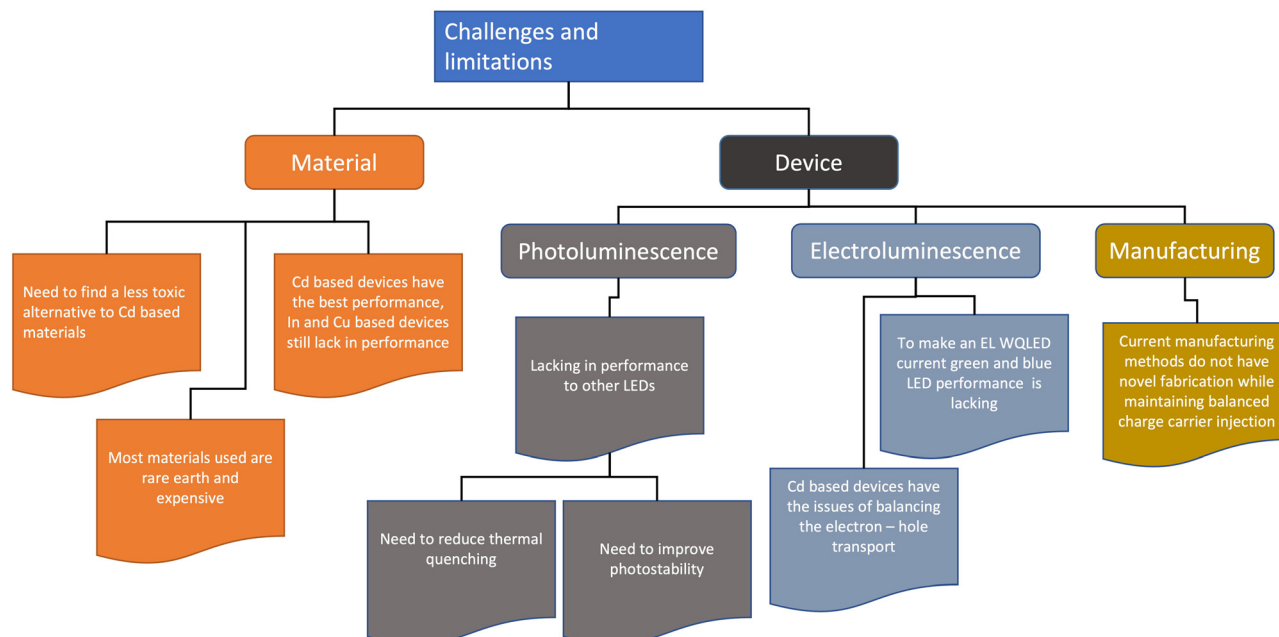 Challenges and
limitations
Material
Device
Photoluminescence
Electroluminescence
Manufacturing
Need to find a less toxic
alternative to Cd based
materials
Cd based devices have
the best performance,
In and Cu based devices
still lack in performance
Most materials used are
rare earth and
expensive
Lacking in performance
to other LEDs
Need to reduce thermal
quenching
Need to improve
photostability
To make an EL WQLED
current green and blue
LED performance is
lacking
Cd based devices have
the issues of balancing
the electron – hole
transport
Current manufacturing
methods do not have
novel fabrication while
maintaining balanced
charge carrier injection